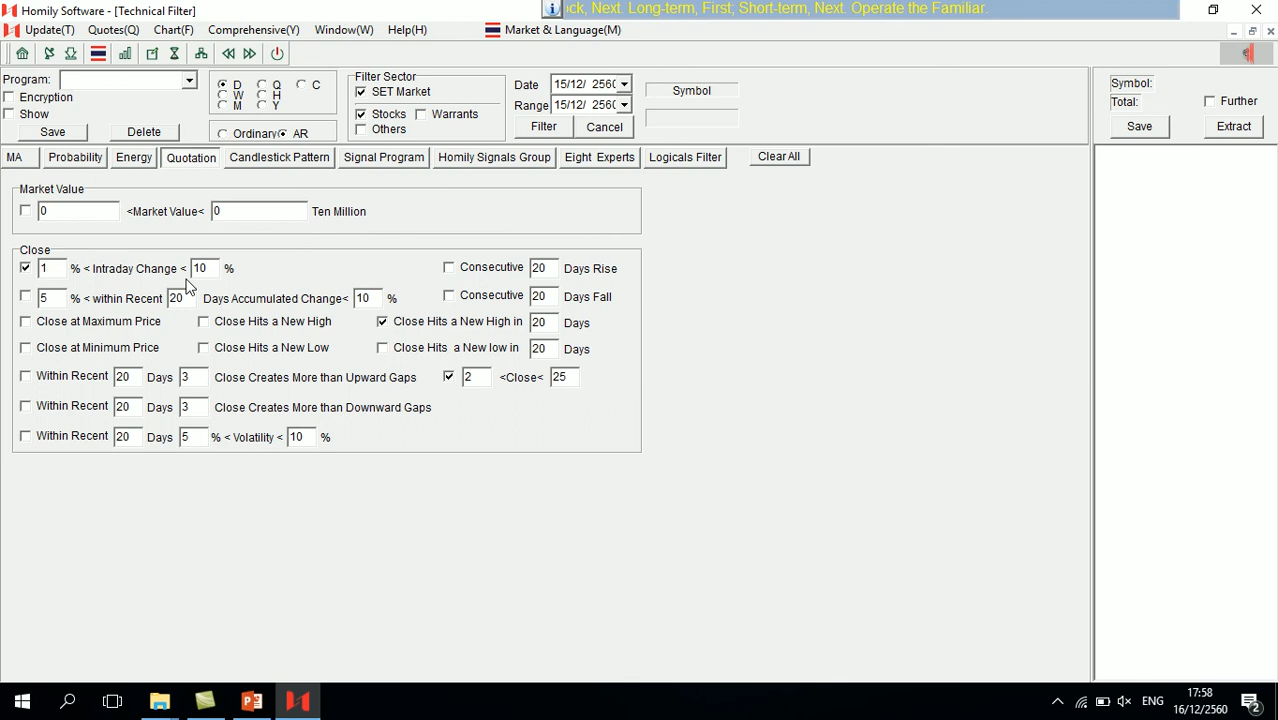 Homily Software - [Technical Filter]
ock, Next. Long-term, First; Short-term, Next. Operate the Familiar.
Update(T) Quotes(Q) Chart(F) Comprehensive(Y) Window(W) Help(H) Market & Language(M)
Program:
Encryption
Show
Save Delete
D Q C
W H
M Y
Ordinary AR
Filter Sector
SET Market
Stocks Warrants
Others
Date 15/12/ 2560
Range 15/12/ 2560
Filter Cancel
Symbol
Symbol:
Total: Further
Save Extract
MA Probability Energy Quotation Candlestick Pattern Signal Program Homily Signals Group Eight Experts Logicals Filter Clear All
Market Value
0 <Market Value< 0 Ten Million
Close
1 % < Intraday Change < 10 % Consecutive 20 Days Rise
5 % < within Recent 20 Days Accumulated Change< 10 % Consecutive 20 Days Fall
Close at Maximum Price Close Hits a New High Close Hits a New High in 20 Days
Close at Minimum Price Close Hits a New Low Close Hits a New low in 20 Days
Within Recent 20 Days 3 Close Creates More than Upward Gaps 2 <Close< 25
Within Recent 20 Days 3 Close Creates More than Downward Gaps
Within Recent 20 Days 5 % < Volatility < 10 %
ENG
17:58
16/12/2560
2